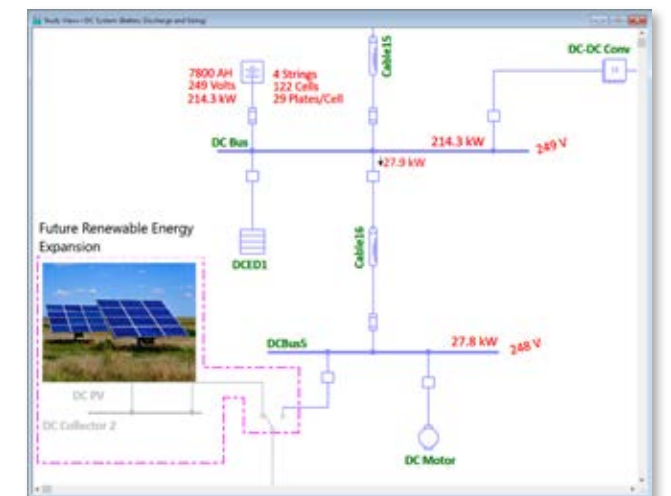 Study View - DC System (Battery Discharge and Sizing)
Cable15
DC-DC Conv
7800 AH
249 Volts
214.3 kW
4 Strings
122 Cells
29 Plates/Cell
DC Bus
214.3 kW
249 V
27.9 kW
Future Renewable Energy
Expansion
DCED1
Cable16
DCBus5
27.8 kW
248 V
DC PV
DC Collector 2
DC Motor